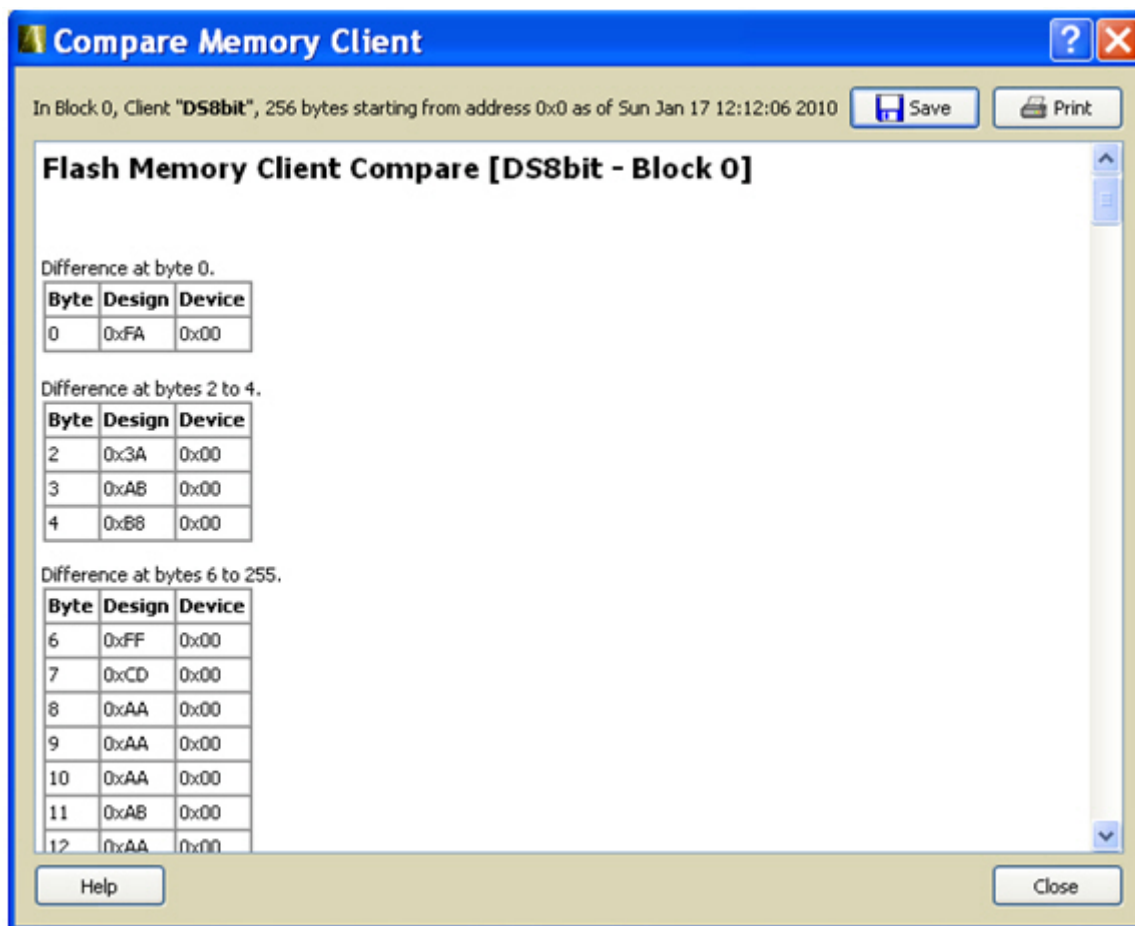 Compare Memory Client
In Block 0, Client "DS8bit", 256 bytes starting from address 0x0 as of Sun Jan 17 12:12:06 2010 Save Print
Flash Memory Client Compare [DS8bit - Block 0]
Difference at byte 0.
Byte Design Device
0 0xFA 0x00
Difference at bytes 2 to 4.
Byte Design Device
2 0x3A 0x00
3 0xAB 0x00
4 0xB8 0x00
Difference at bytes 6 to 255.
Byte Design Device
6 0xFF 0x00
7 0xCD 0x00
8 0xAA 0x00
9 0xAA 0x00
10 0xAA 0x00
11 0xAB 0x00
12 0xAA 0x00
Help Close